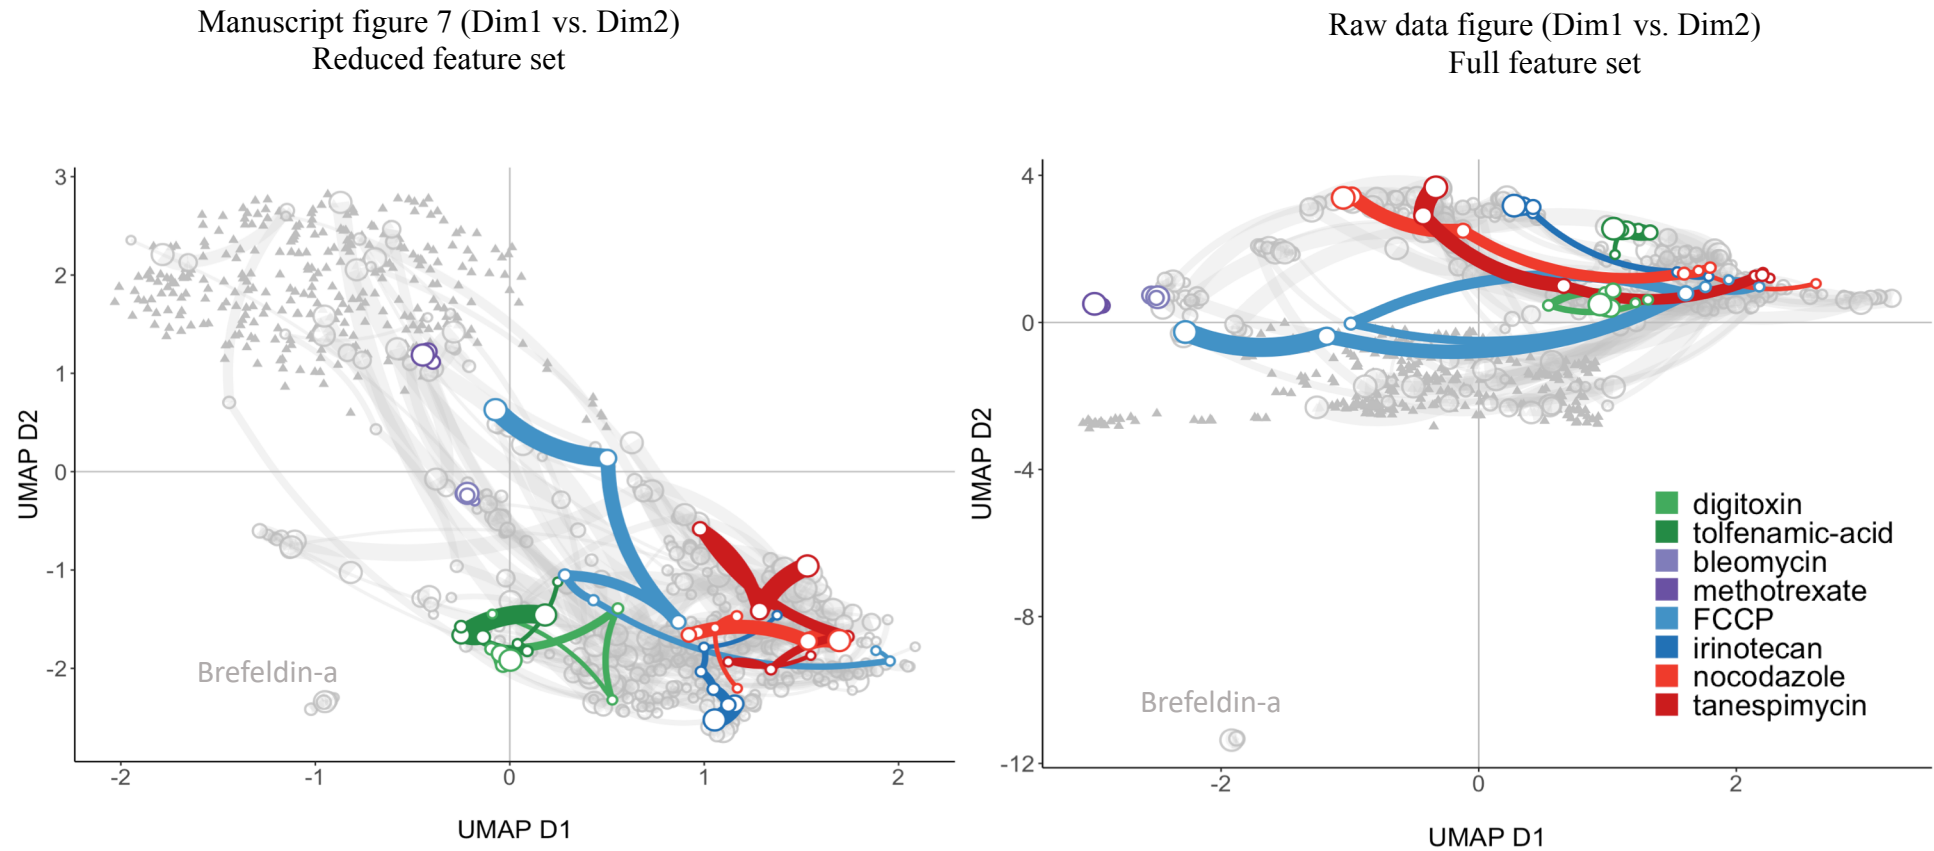 Manuscript figure 7 (Dim1 vs. Dim2)
Reduced feature set
3
2
1
0
-1
-2
UMAP D2
Brefeldin-a
-2
-1
0
1
2
UMAP D1
Raw data figure (Dim1 vs. Dim2)
Full feature set
4
0
-4
-8
-12
UMAP D2
digitoxin
tolfenamic-acid
bleomycin
methotrexate
FCCP
irinotecan
nocodazole
tanespimycin
Brefeldin-a
-2
0
2
UMAP D1